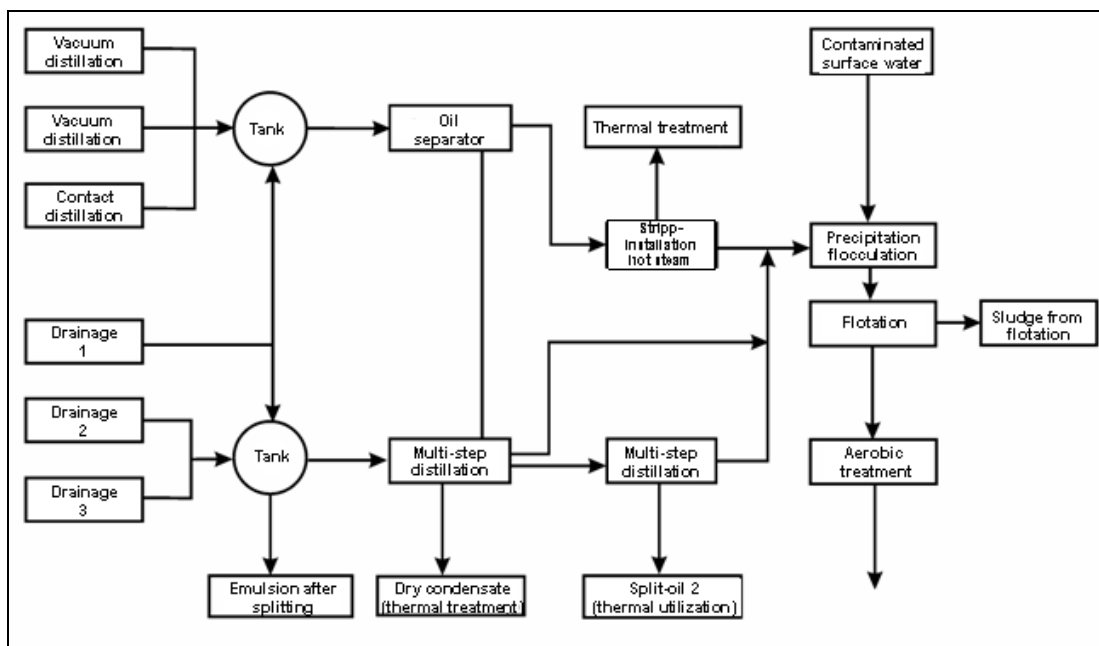 Vacuum
distillation
Contaminated
surface water
Vacuum
distillation
Tank
Oil
separator
Thermal treatment
Contact
distillation
Stripp-
installation
hot steam
Precipitation
flocculation
Drainage
1
Flotation
Sludge from
flotation
Drainage
2
Tank
Multi-step
distillation
Multi-step
distillation
Aerobic
treatment
Drainage
3
Emulsion after
splitting
Dry condensate
(thermal treatment)
Split-oil 2
(thermal utilization)